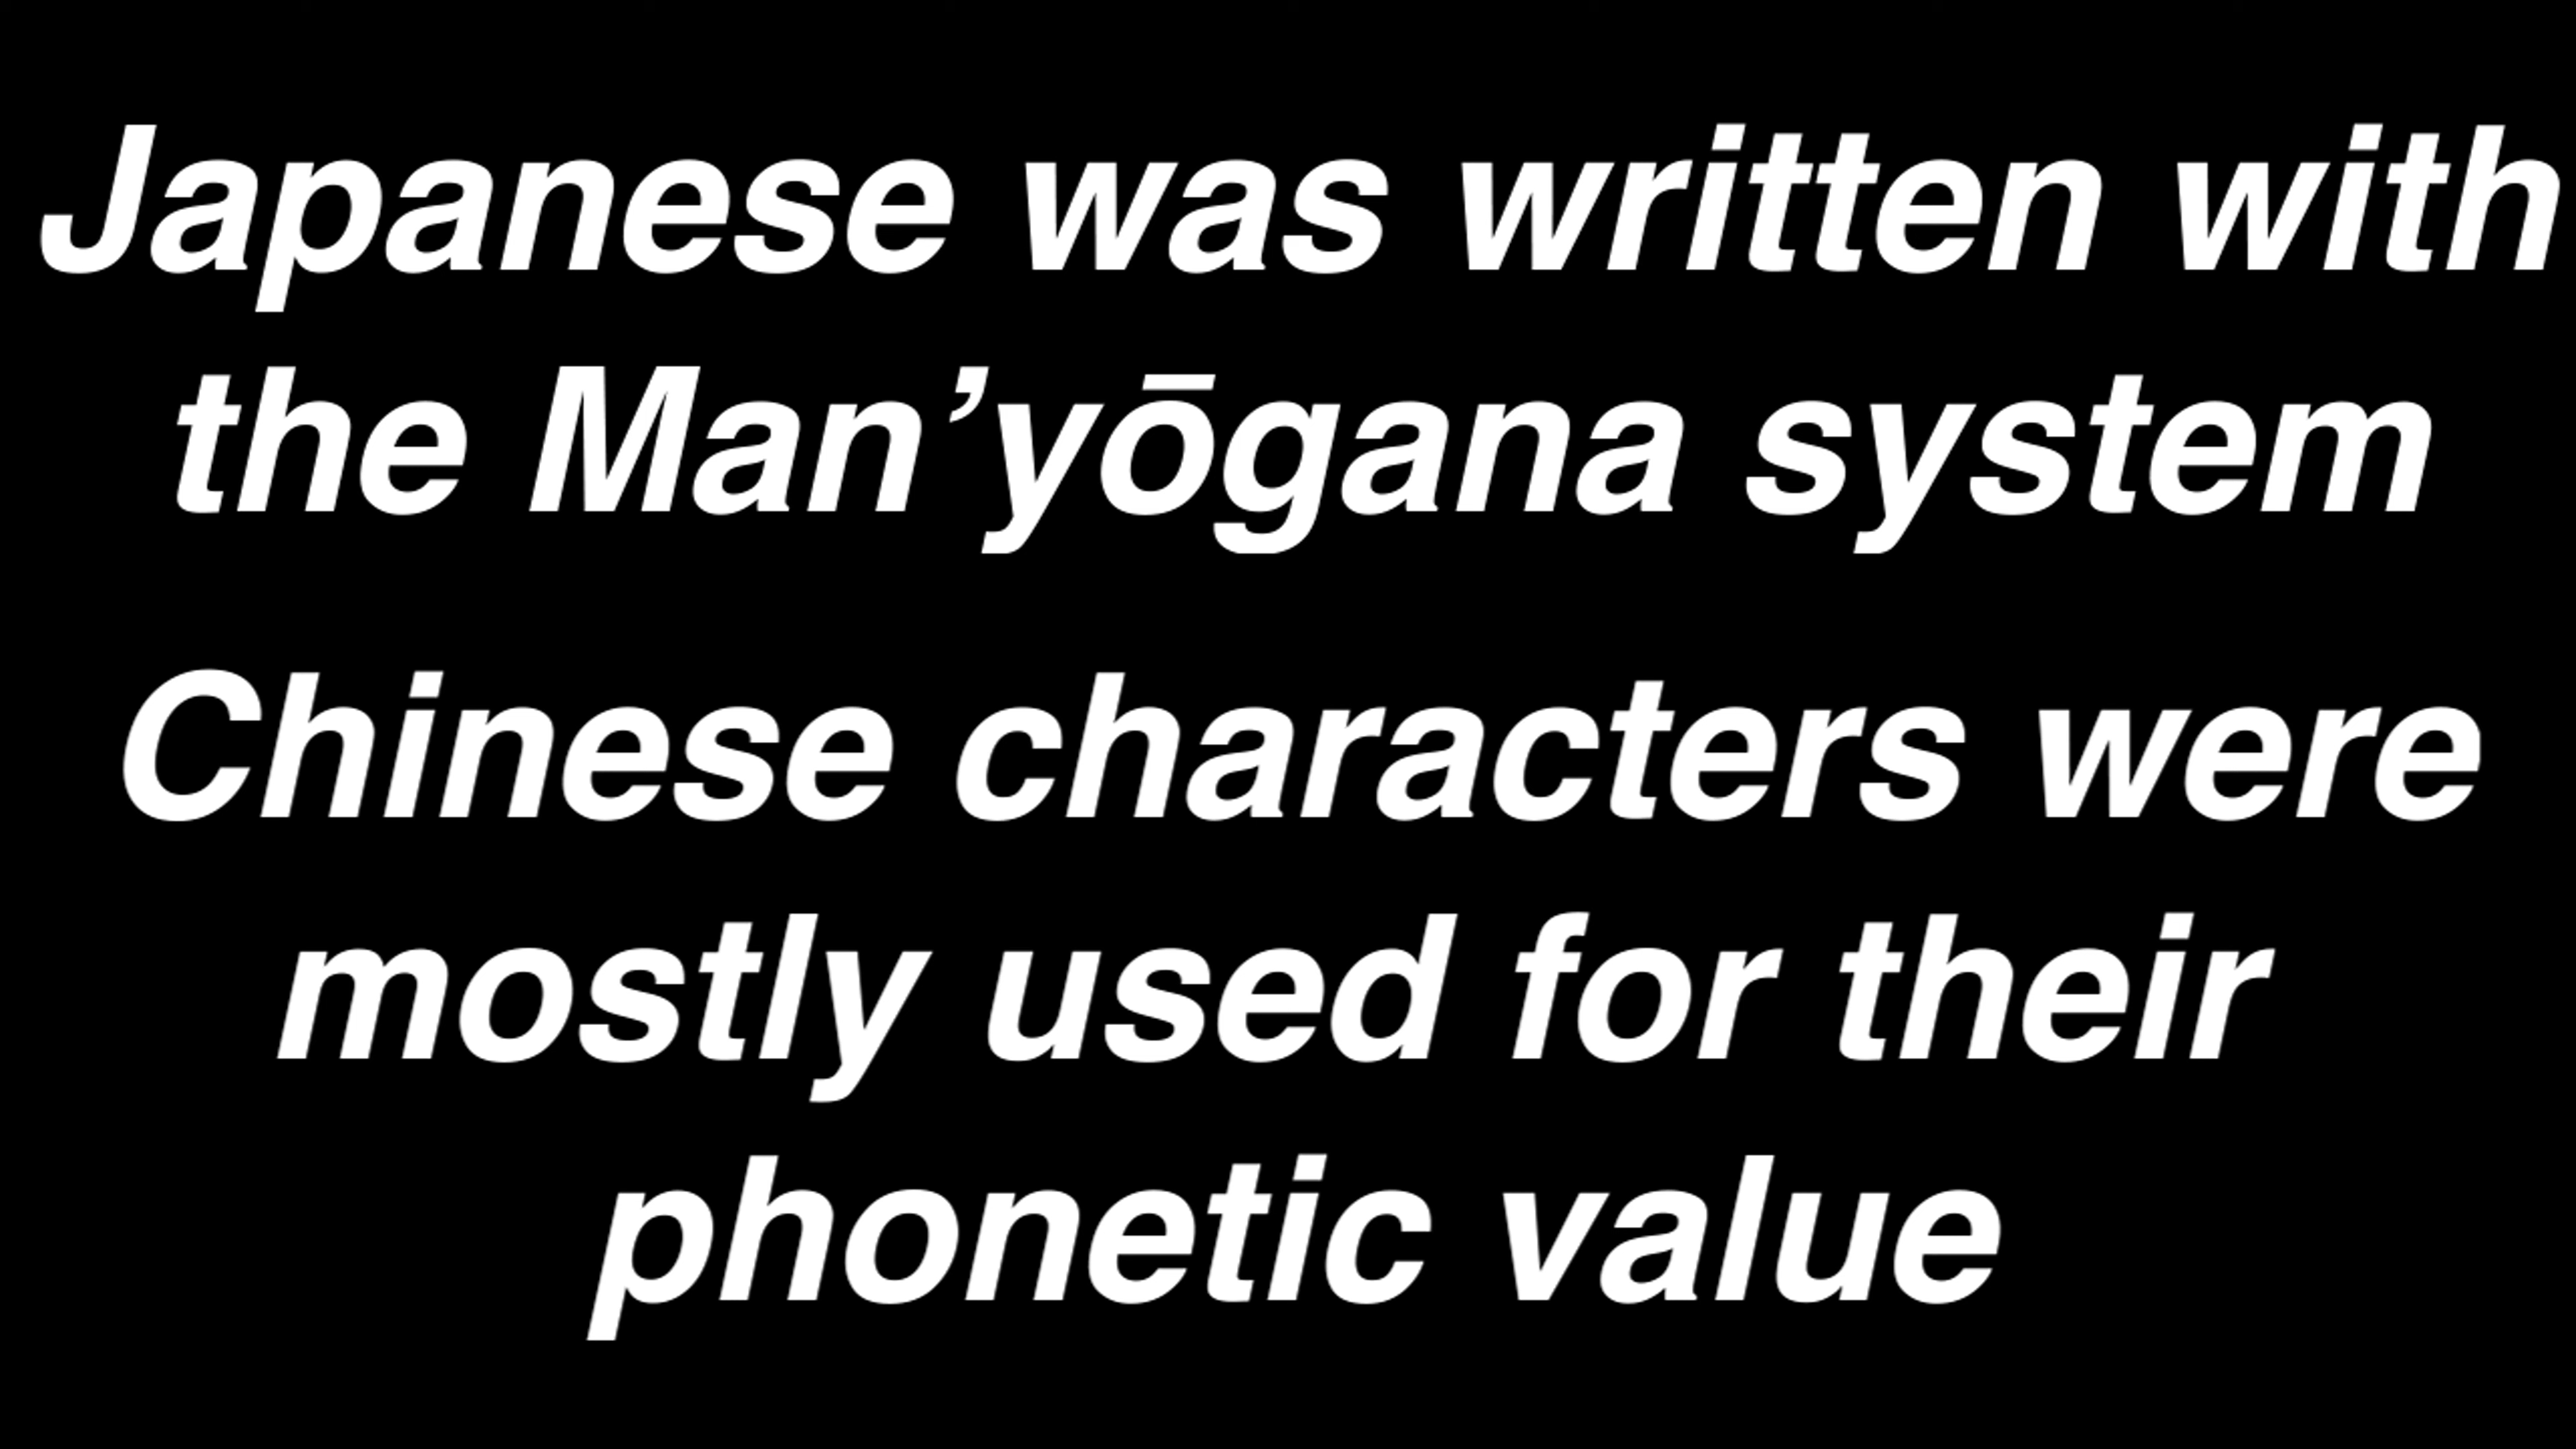 Japanese was written with
the Man’yōgana system
Chinese characters were
mostly used for their
phonetic value